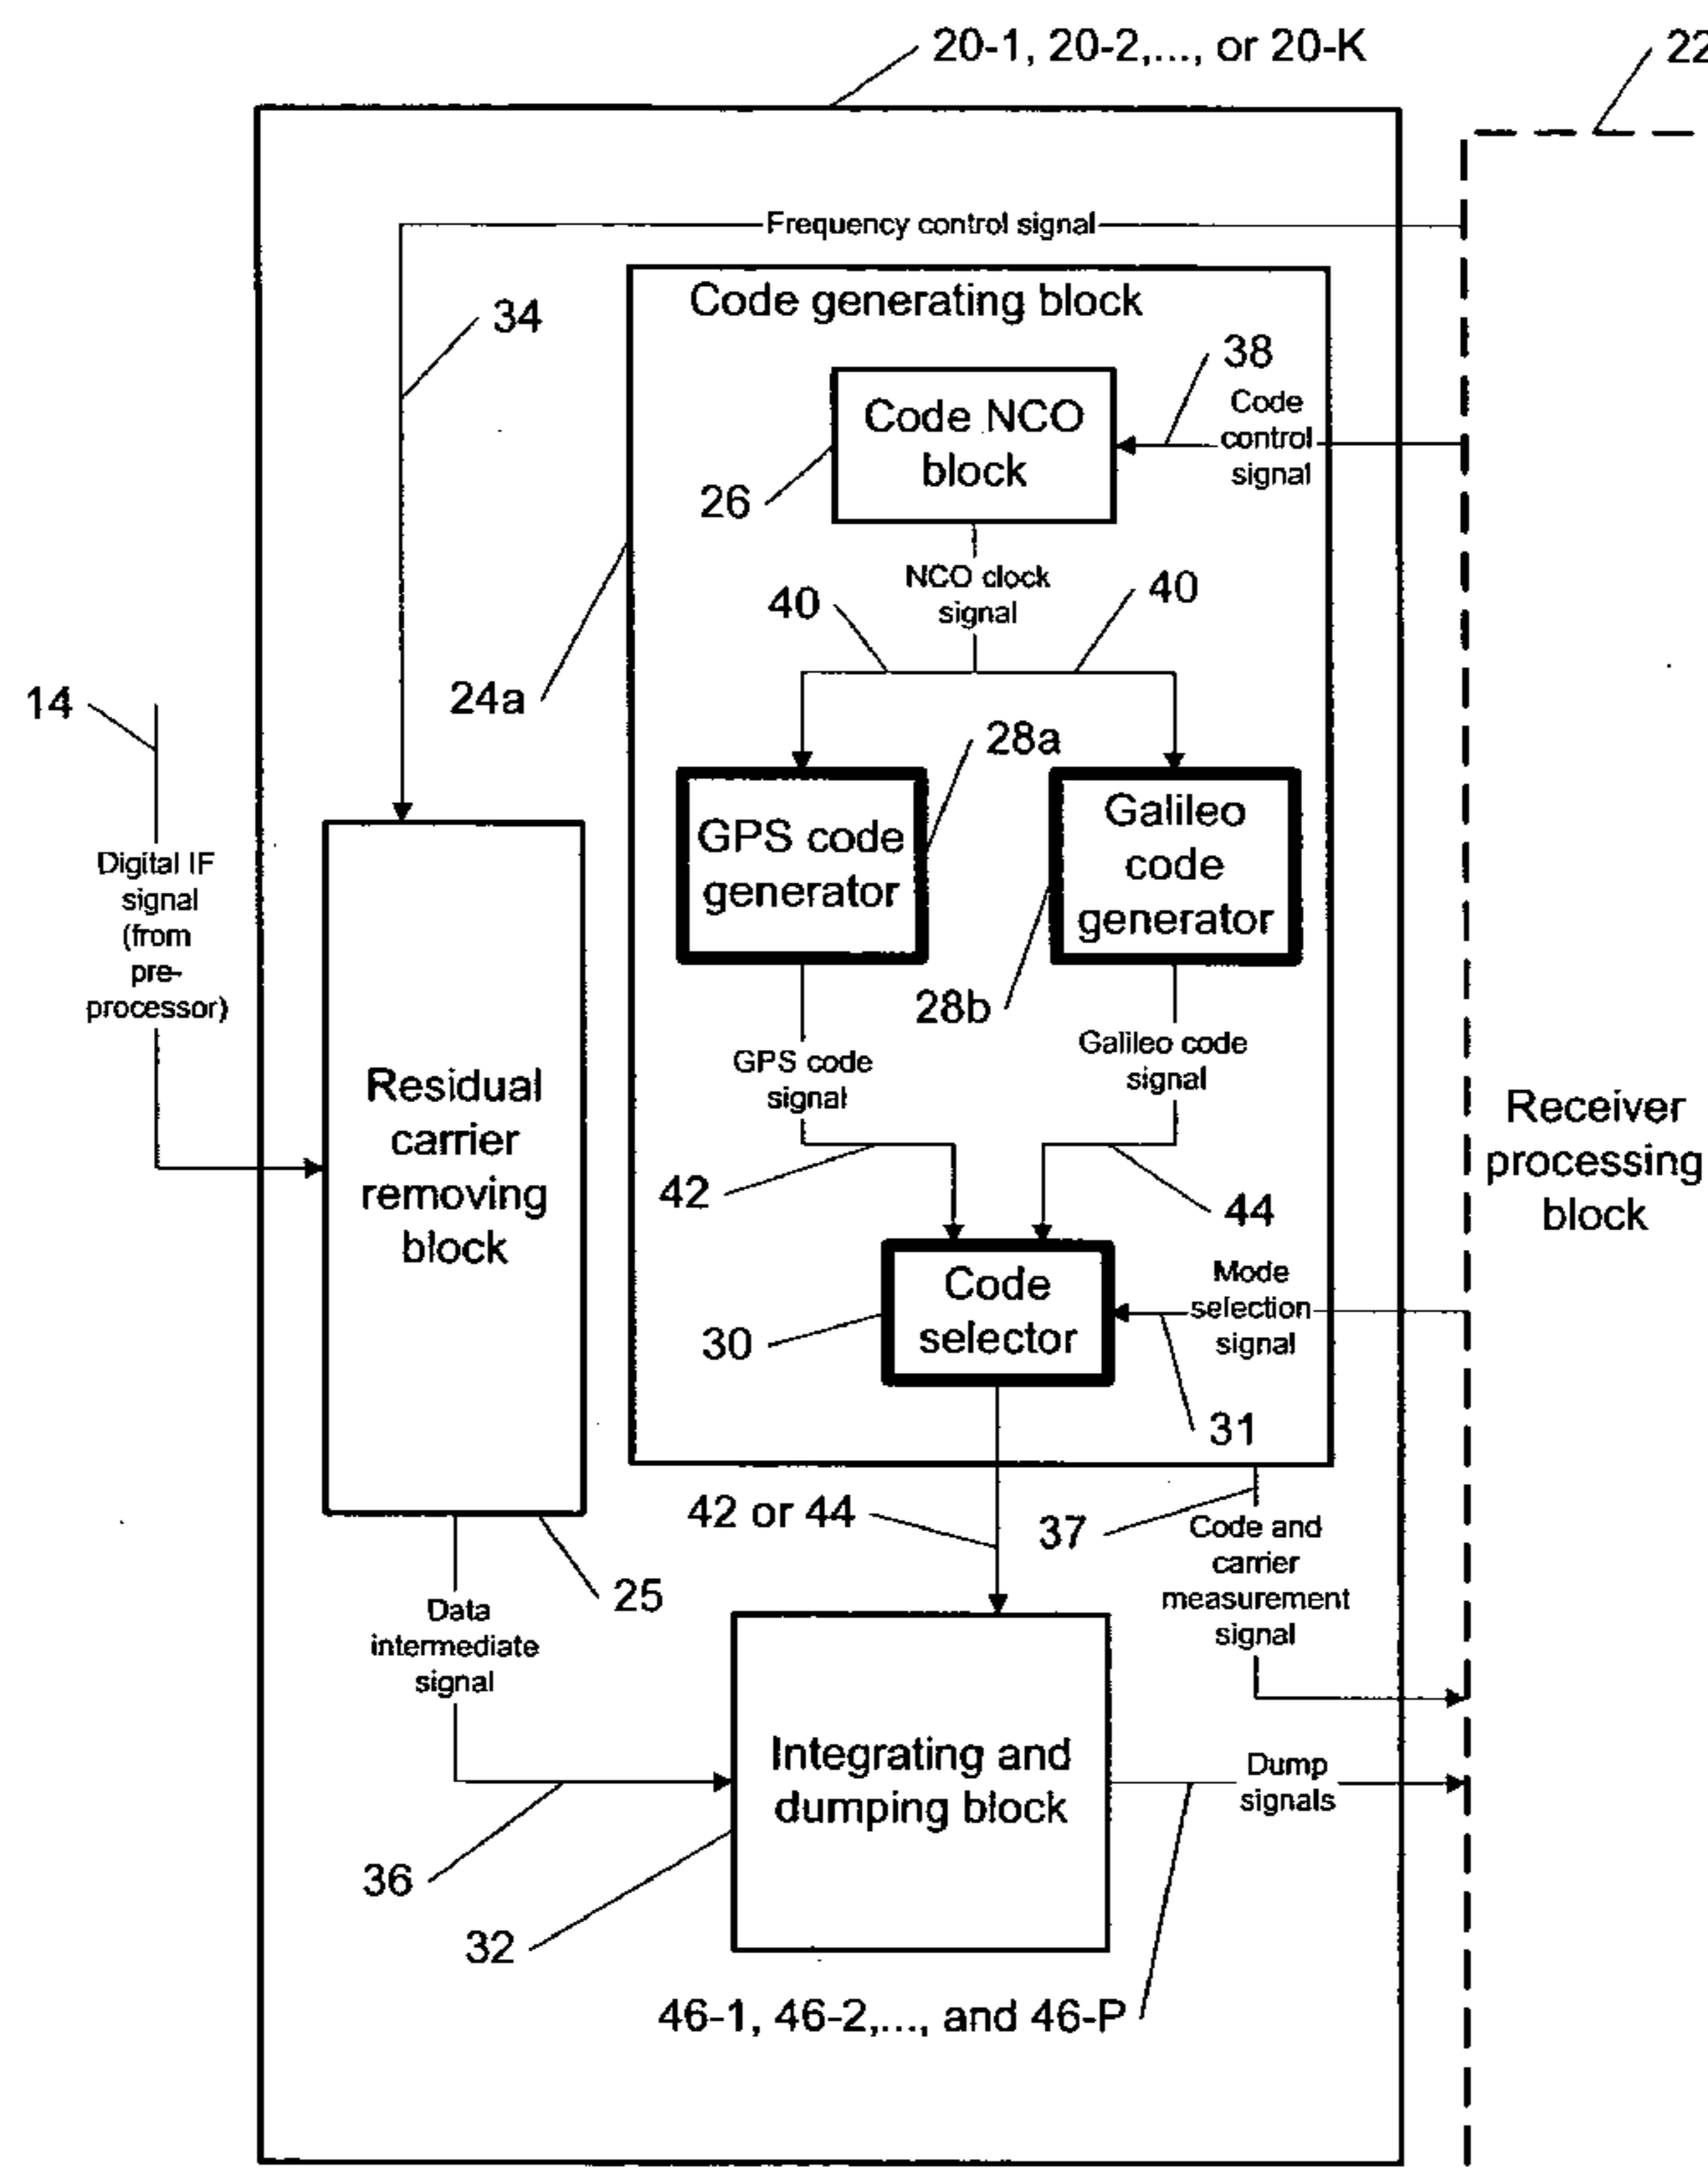 20-1, 20-2,..., or 20-K
22
Frequency control signal
Code generating block
34
38
Code NCO
block
Code
control
signal
26
NCO clock
signal
40
40
24a
14
28a
GPS code
generator
Galileo
code
generator
Digital IF
signal
(from
pre-
processor)
28b
GPS code
signal
Galileo code
signal
Residual
carrier
removing
block
Receiver
processing
block
42
44
Code
selector
Mode
selection
signal
30
31
42 or 44
37
Code and
carrier
measurement
signal
25
Data
intermediate
signal
Integrating and
dumping block
Dump
signals
36
32
46-1, 46-2,..., and 46-P